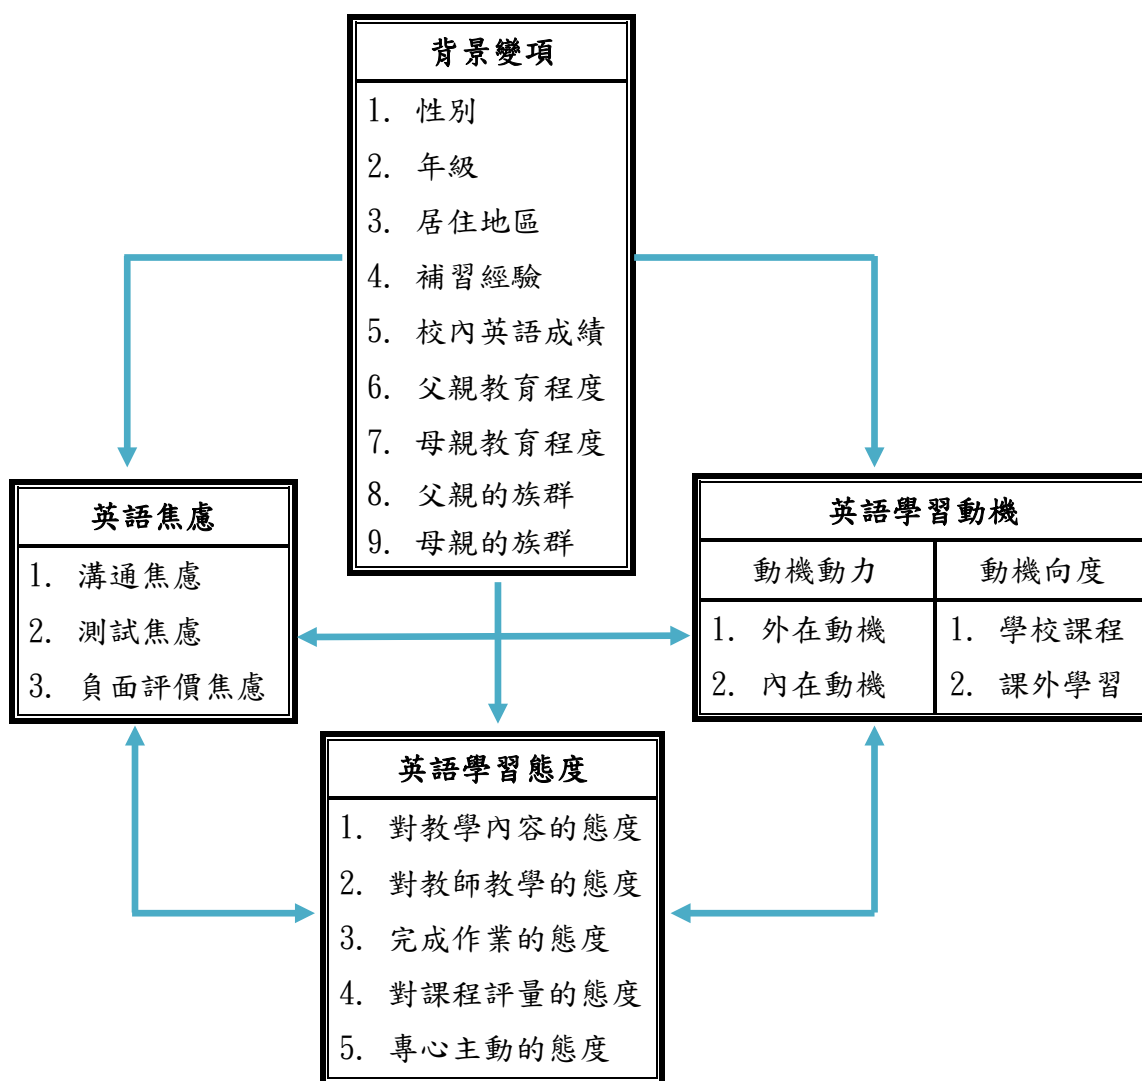 背景變項
1. 性別
2. 年級
3. 居住地區
4. 補習經驗
5. 校內英語成績
6. 父親教育程度
7. 母親教育程度
8. 父親的族群
9. 母親的族群
英語焦慮
1. 溝通焦慮
2. 測試焦慮
3. 負面評價焦慮
英語學習動機
動機動力
動機向度
1. 外在動機
2. 內在動機
1. 學校課程
2. 課外學習
英語學習態度
1. 對教學內容的態度
2. 對教師教學的態度
3. 完成作業的態度
4. 對課程評量的態度
5. 專心主動的態度